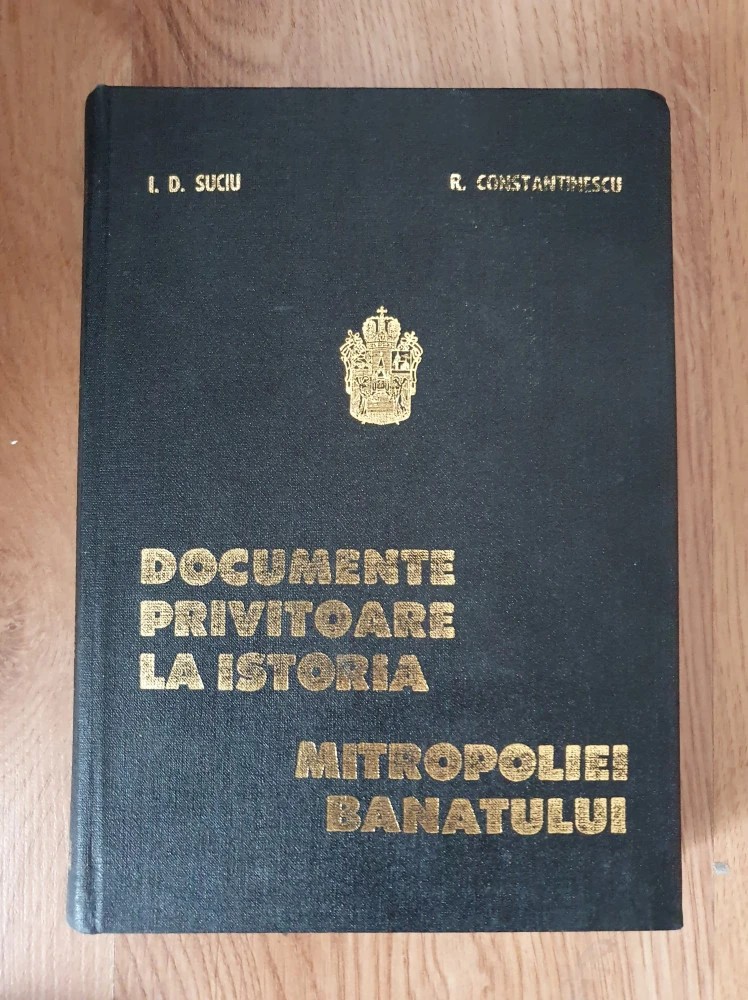 I. D. SUCIU
R. CONSTANTINESCU
DOCUMENTE
PRIVITOARE
LA ISTORIA
MITROPOLIEI
BANATULUI